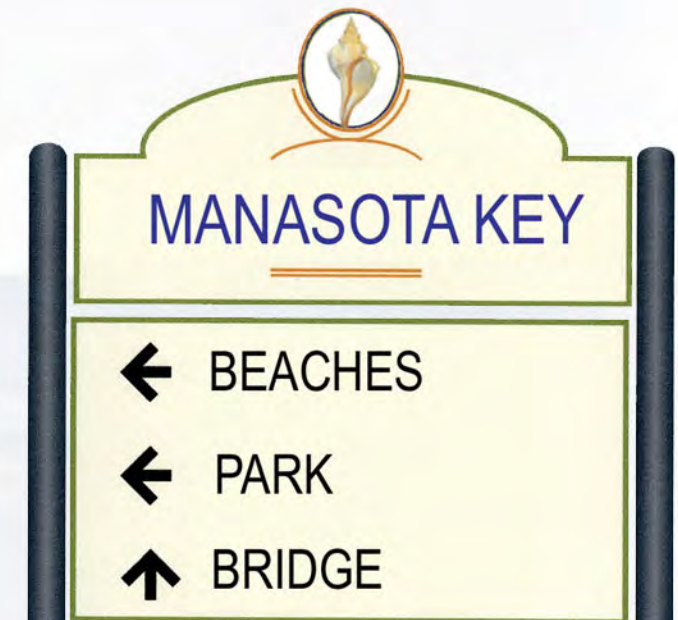 MANASOTA KEY
← BEACHES
← PARK
↑ BRIDGE